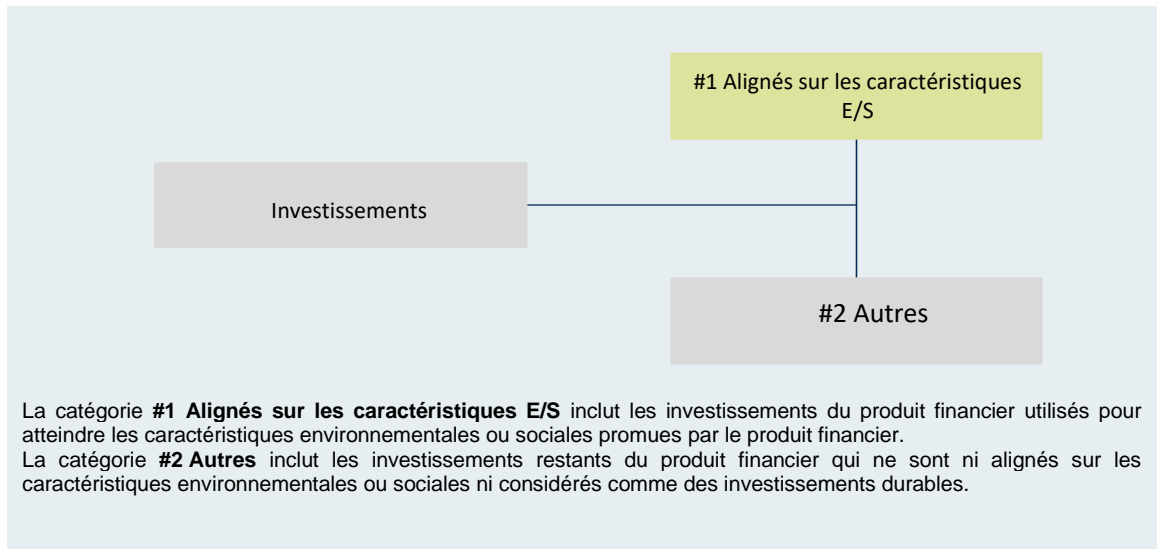 #1 Alignés sur les caractéristiques
E/S
Investissements
#2 Autres
La catégorie #1 Alignés sur les caractéristiques E/S inclut les investissements du produit financier utilisés pour
atteindre les caractéristiques environnementales ou sociales promues par le produit financier.
La catégorie #2 Autres inclut les investissements restants du produit financier qui ne sont ni alignés sur les
caractéristiques environnementales ou sociales ni considérés comme des investissements durables.